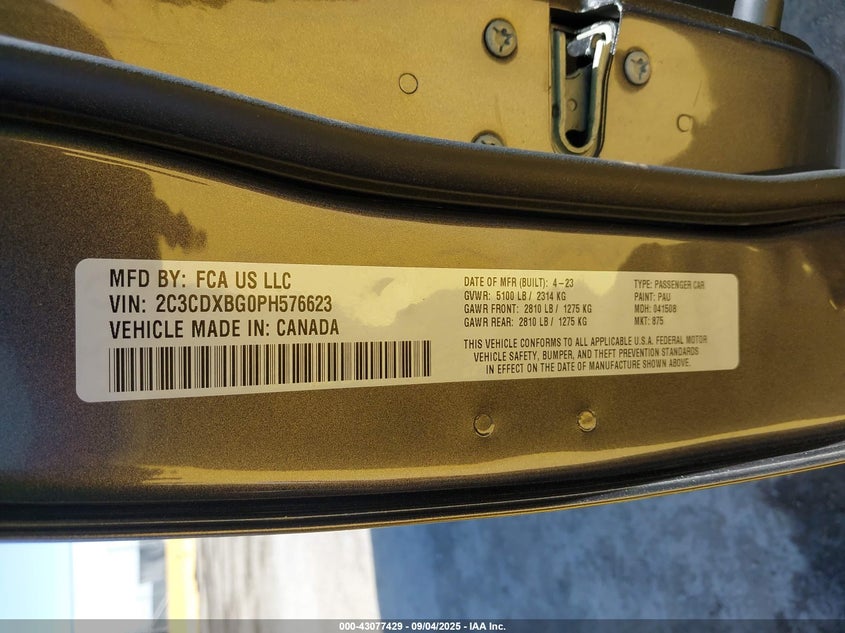 MFD BY: FCA US LLC
VIN: 2C3CDXBG0PH576623
VEHICLE MADE IN: CANADA
DATE OF MFR (BUILT): 4-23
GVWR: 5100 LB / 2314 KG
GAWR FRONT: 2810 LB / 1275 KG
GAWR REAR: 2810 LB / 1275 KG
TYPE: PASSENGER CAR
PAINT: PAU
MDH: 041508
MKT: 875
THIS VEHICLE CONFORMS TO ALL APPLICABLE U.S.A. FEDERAL MOTOR
VEHICLE SAFETY, BUMPER, AND THEFT PREVENTION STANDARDS
IN EFFECT ON THE DATE OF MANUFACTURE SHOWN ABOVE.
000-43077429 - 09/04/2025 - IAA Inc.